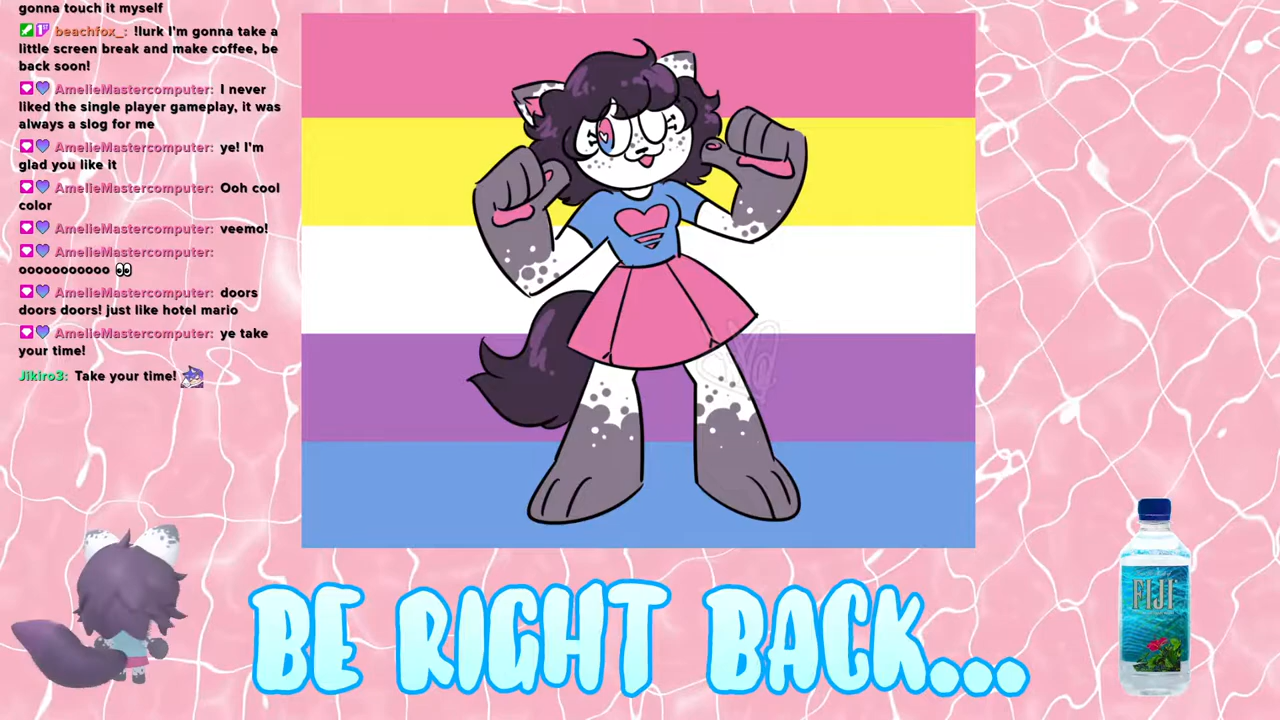 gonna touch it myself
beachfox_: !lurk I'm gonna take a
little screen break and make coffee, be
back soon!
AmelieMastercomputer: I never
liked the single player gameplay, it was
always a slog for me
AmelieMastercomputer: ye! I'm
glad you like it
AmelieMastercomputer: Ooh cool
color
AmelieMastercomputer: veemo!
AmelieMastercomputer:
ooooooooooo 👀
AmelieMastercomputer: doors
doors doors! just like hotel mario
AmelieMastercomputer: ye take
your time!
Jikiro3: Take your time!
FIJI
BE RIGHT BACK...